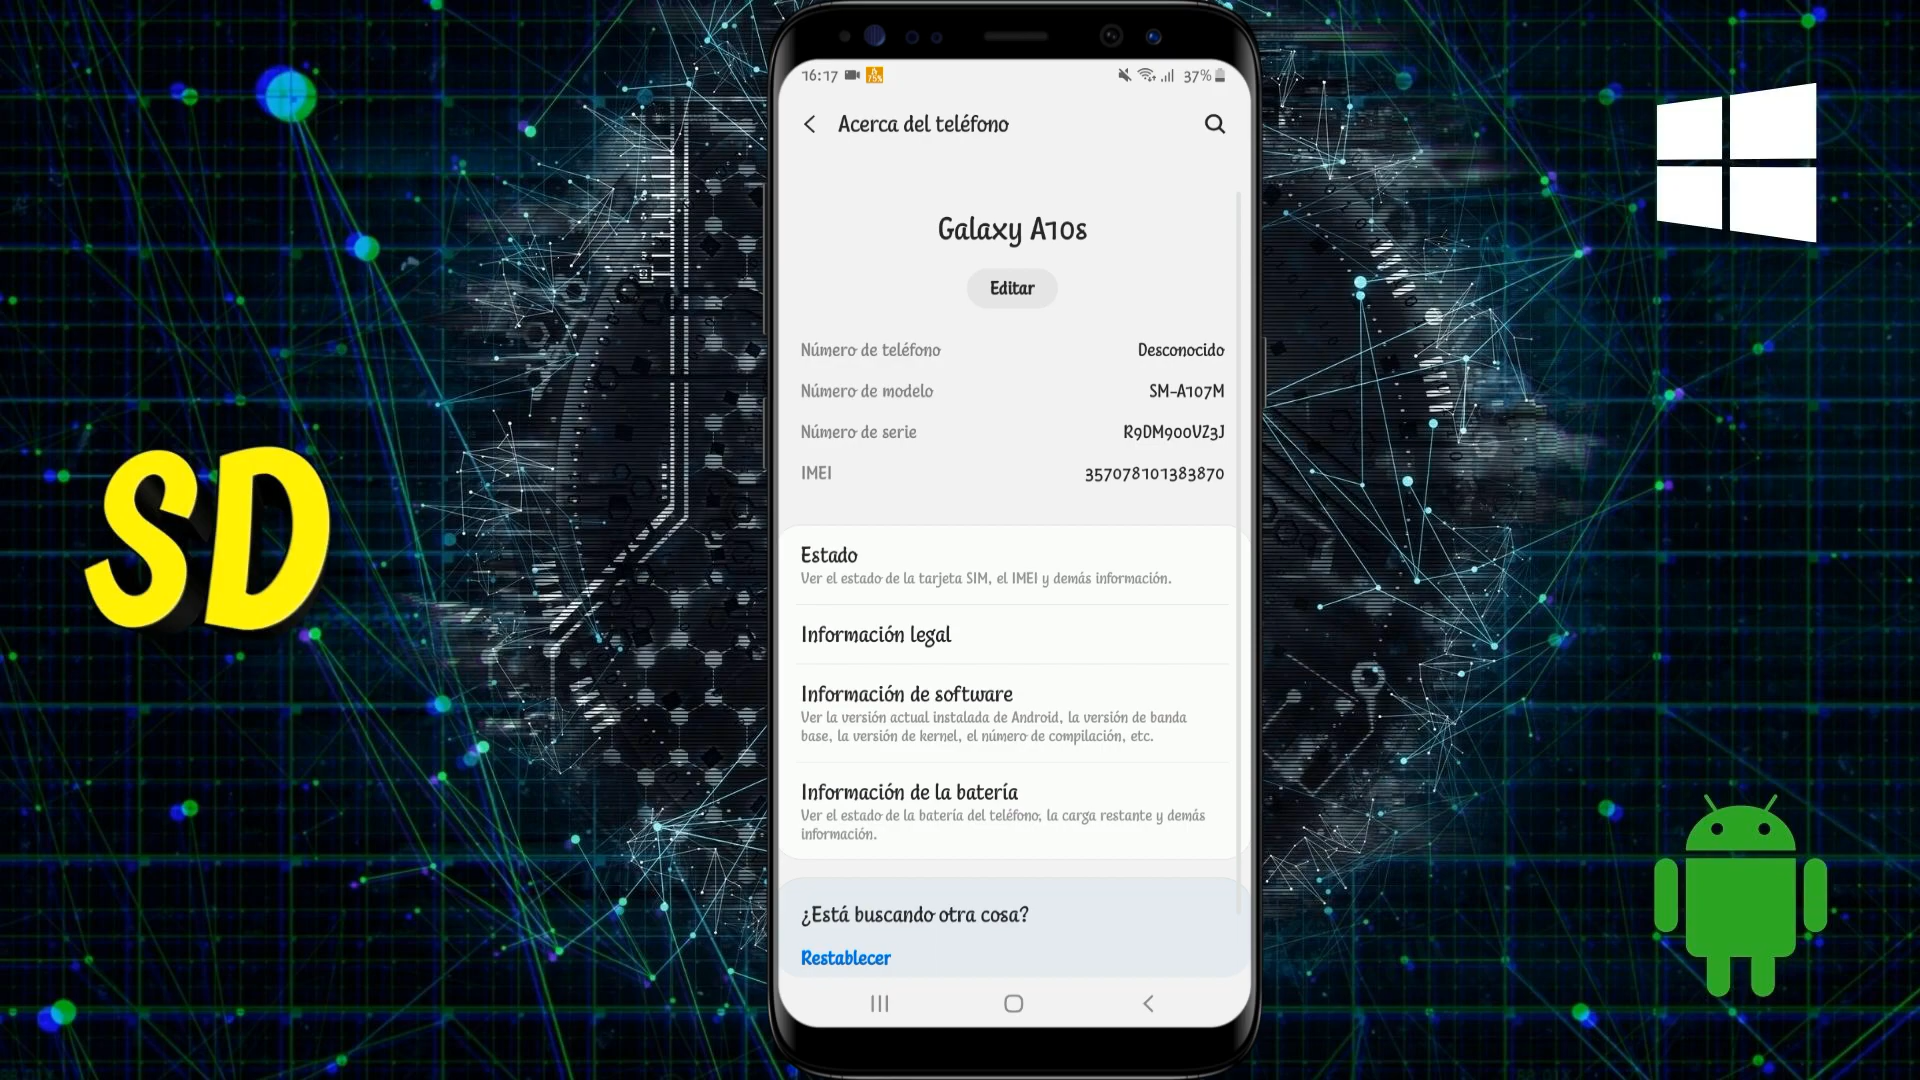 16:17 75% 37%
Acerca del teléfono
Galaxy A10s
Editar
Número de teléfono Desconocido
Número de modelo SM-A107M
Número de serie R9DM900VZ3J
IMEI 357078101383870
Estado
Ver el estado de la tarjeta SIM, el IMEI y demás información.
Información legal
Información de software
Ver la versión actual instalada de Android, la versión de banda
base, la versión de kernel, el número de compilación, etc.
Información de la batería
Ver el estado de la batería del teléfono, la carga restante y demás
información.
¿Está buscando otra cosa?
Restablecer
SD